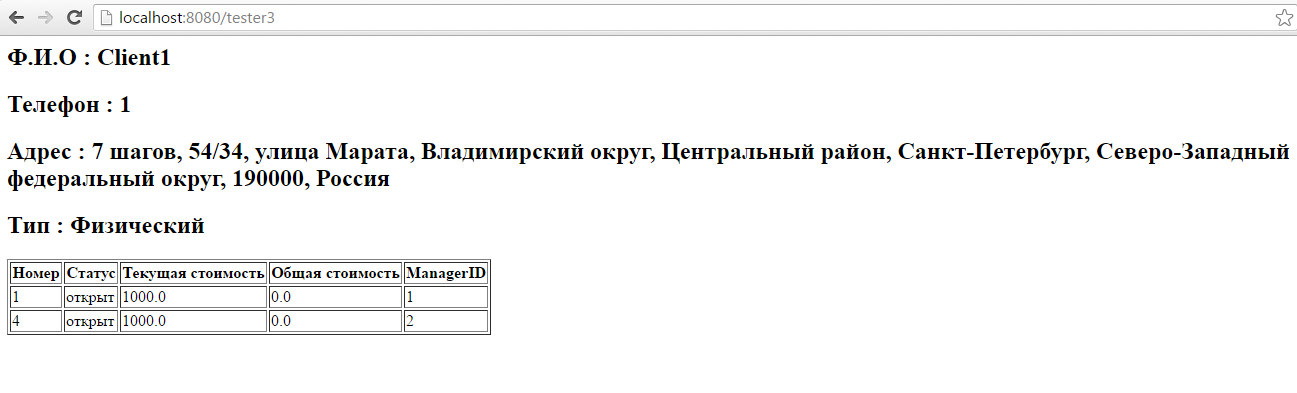 localhost:8080/tester3
Ф.И.О : Client1
Телефон : 1
Адрес : 7 шагов, 54/34, улица Марата, Владимирский округ, Центральный район, Санкт-Петербург, Северо-Западный
федеральный округ, 190000, Россия
Тип : Физический
Номер Статус Текущая стоимость Общая стоимость ManagerID
1 открыт 1000.0 0.0 1
4 открыт 1000.0 0.0 2